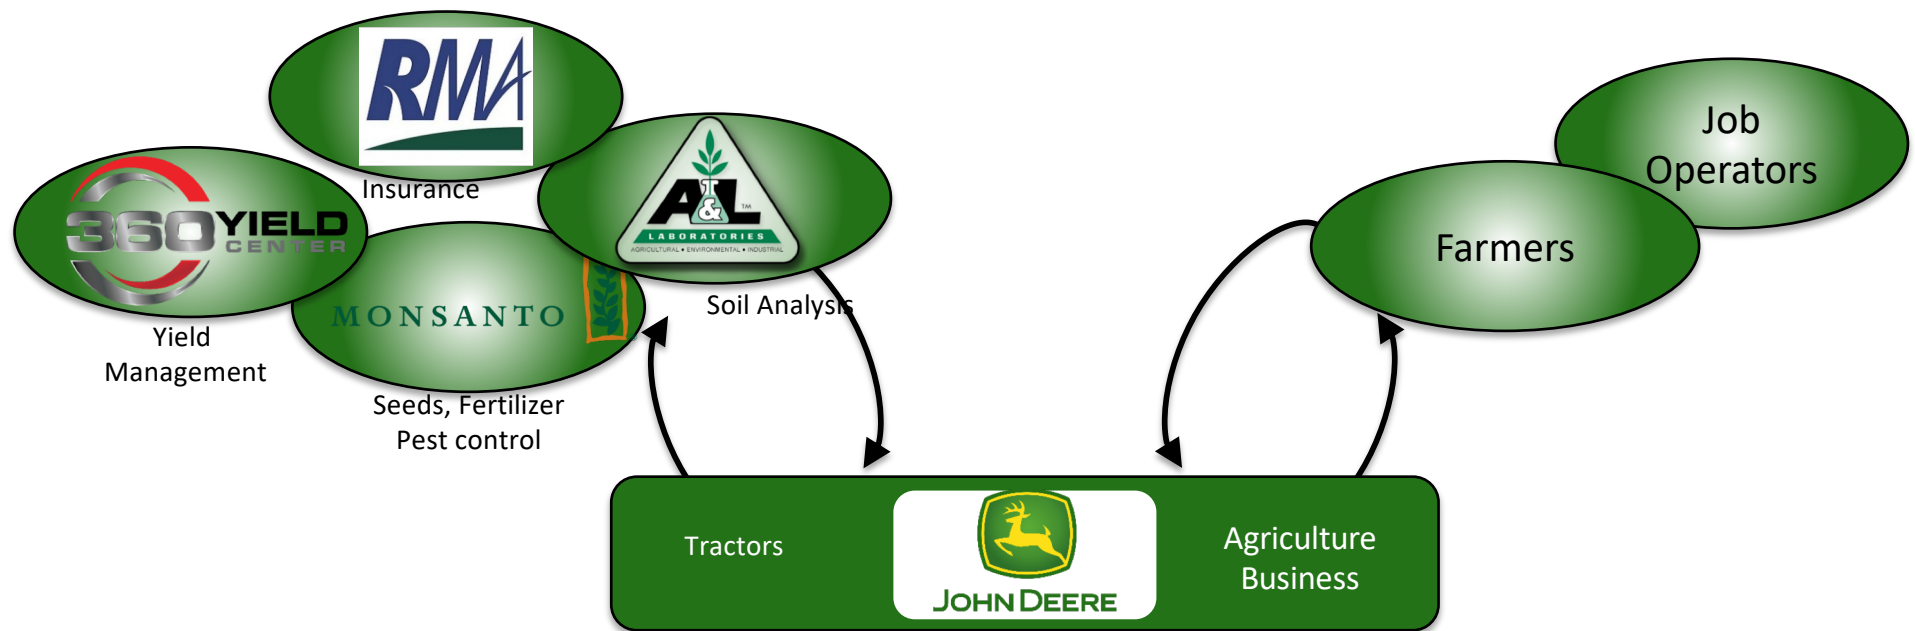 RMA
Insurance
360 YIELD
CENTER
Yield
Management
MONSANTO
Seeds, Fertilizer
Pest control
A&L
TM
LABORATORIES
AGRICULTURAL • ENVIRONMENTAL • INDUSTRIAL
Soil Analysis
Job
Operators
Farmers
Tractors
JOHN DEERE
Agriculture
Business